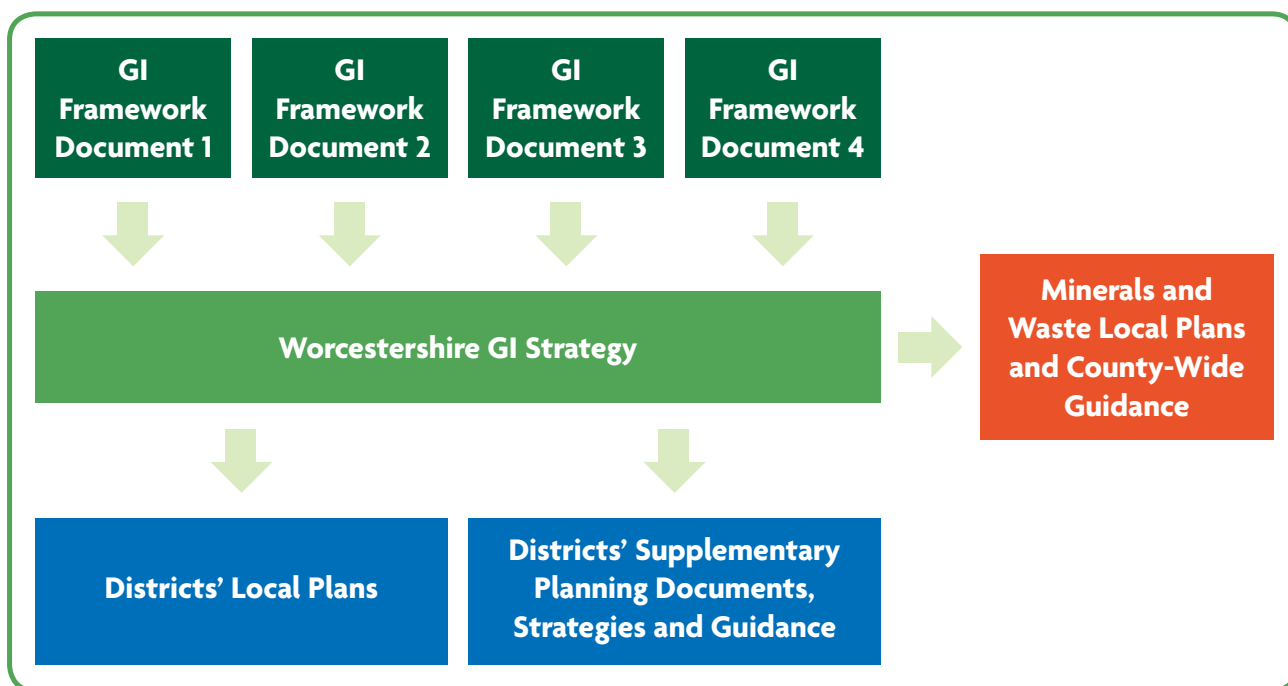 GI
Framework
Document 1
GI
Framework
Document 2
GI
Framework
Document 3
GI
Framework
Document 4
Worcestershire GI Strategy
Minerals and
Waste Local Plans
and County-Wide
Guidance
Districts’ Local Plans
Districts’ Supplementary
Planning Documents,
Strategies and Guidance